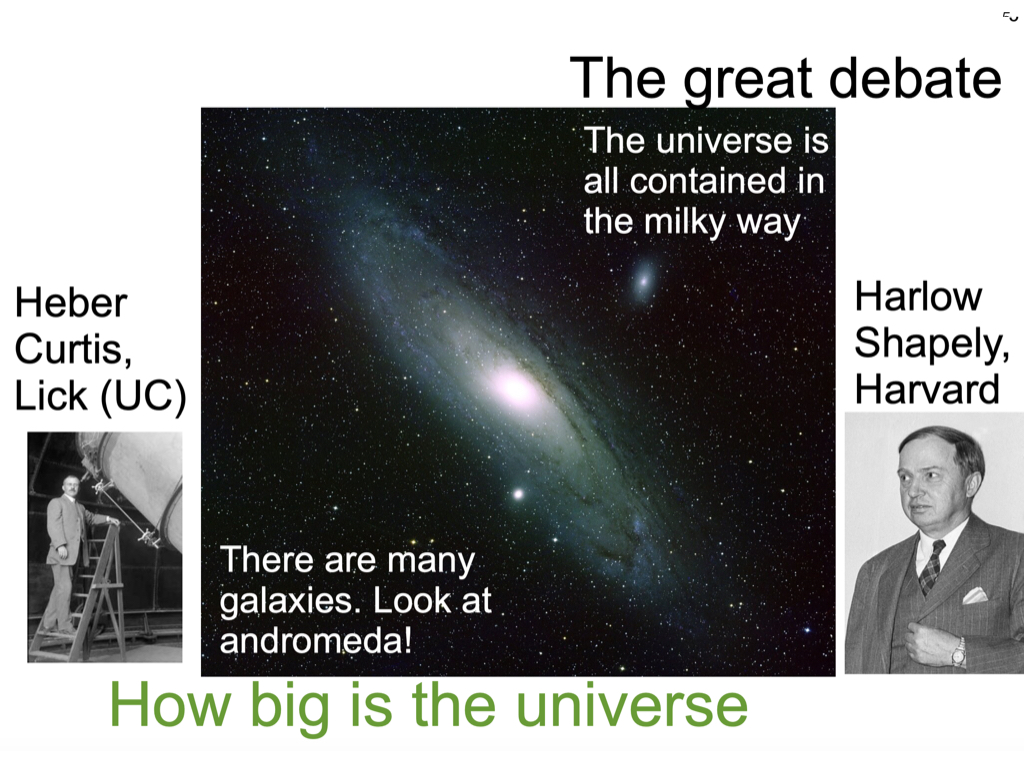 The great debate
The universe is
all contained in
the milky way
Heber
Curtis,
Lick (UC)
Harlow
Shapely,
Harvard
There are many
galaxies. Look at
andromeda!
How big is the universe